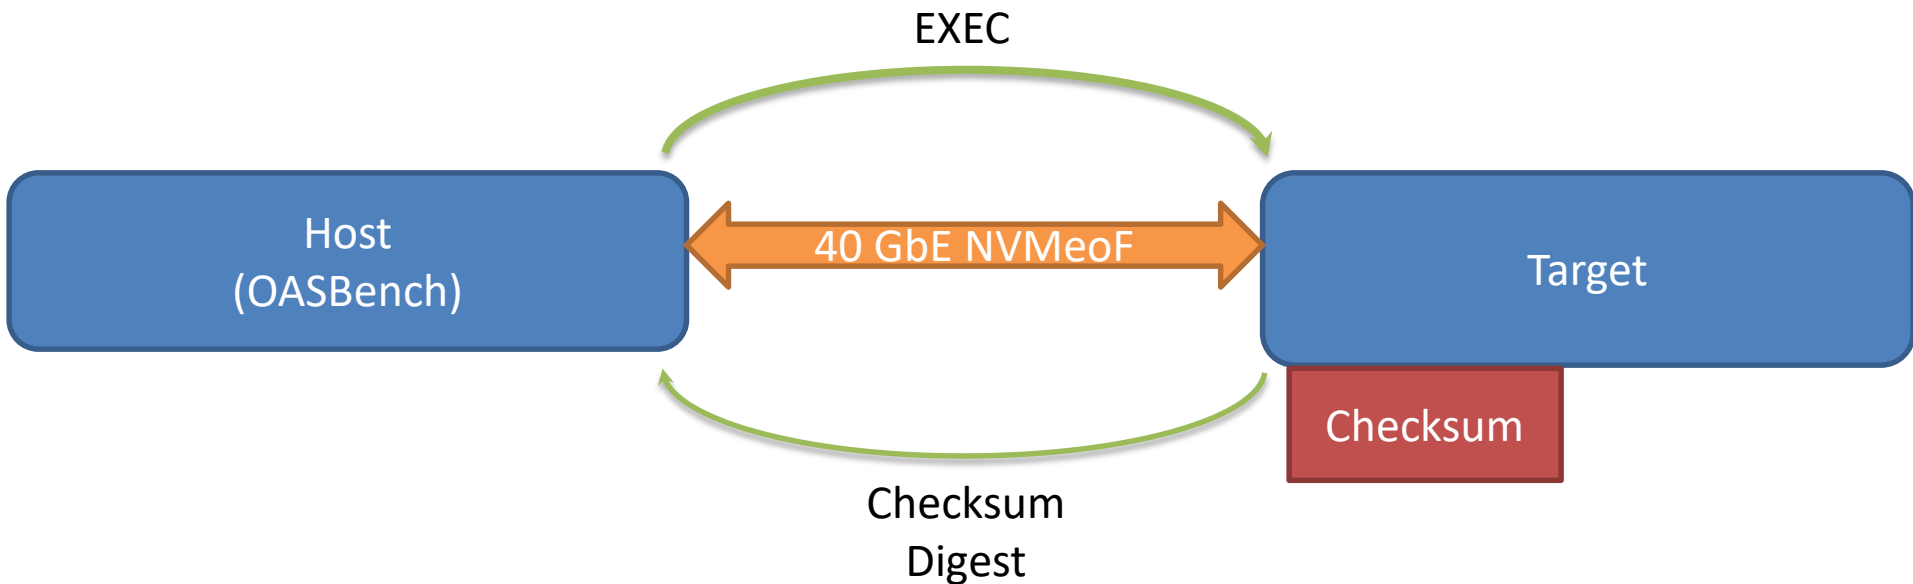 EXEC
Host
(OASBench)
40 GbE NVMeoF
Target
Checksum
Checksum
Digest